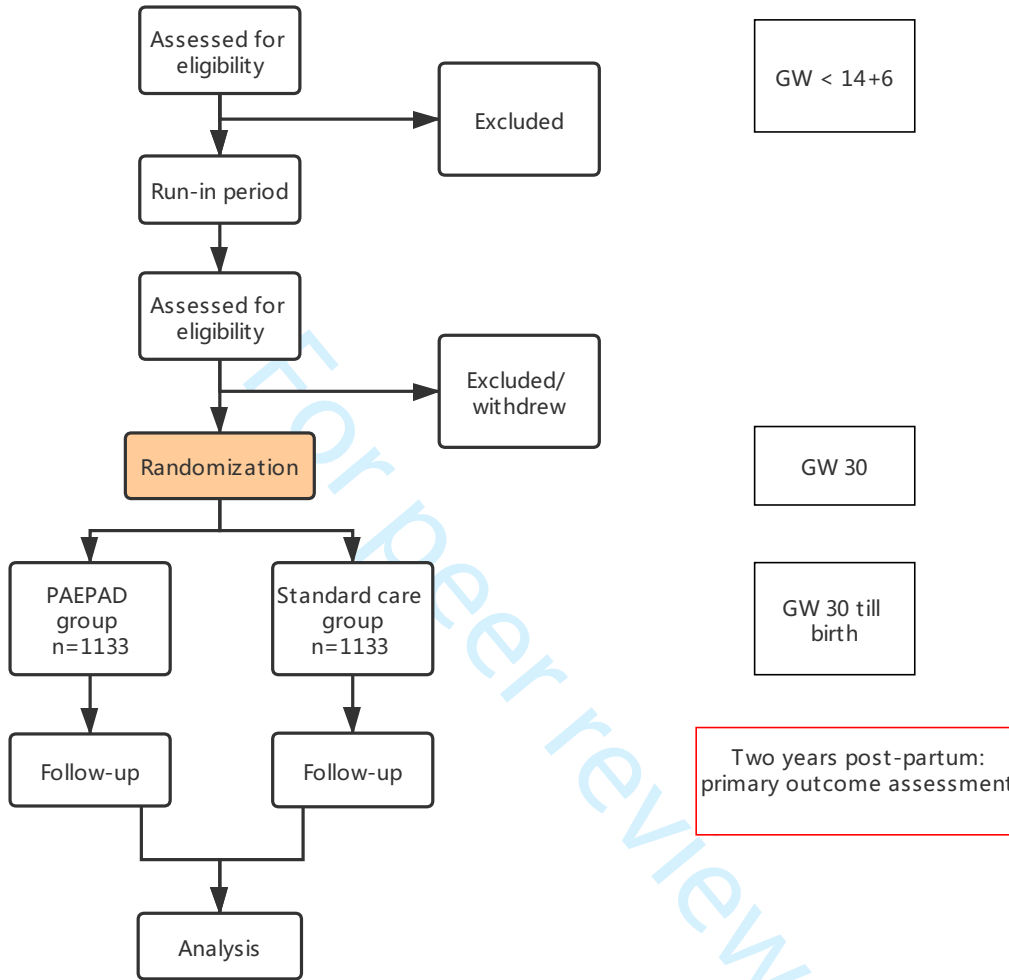 Assessed for
eligibility
GW < 14+6
Excluded
Run-in period
Assessed for
eligibility
Excluded/
withdrew
Randomization
GW 30
PAEPAD
group
n=1133
Standard care
group
n=1133
GW 30 till
birth
Follow-up
Follow-up
Two years post-partum:
primary outcome assessment
Analysis
For peer review